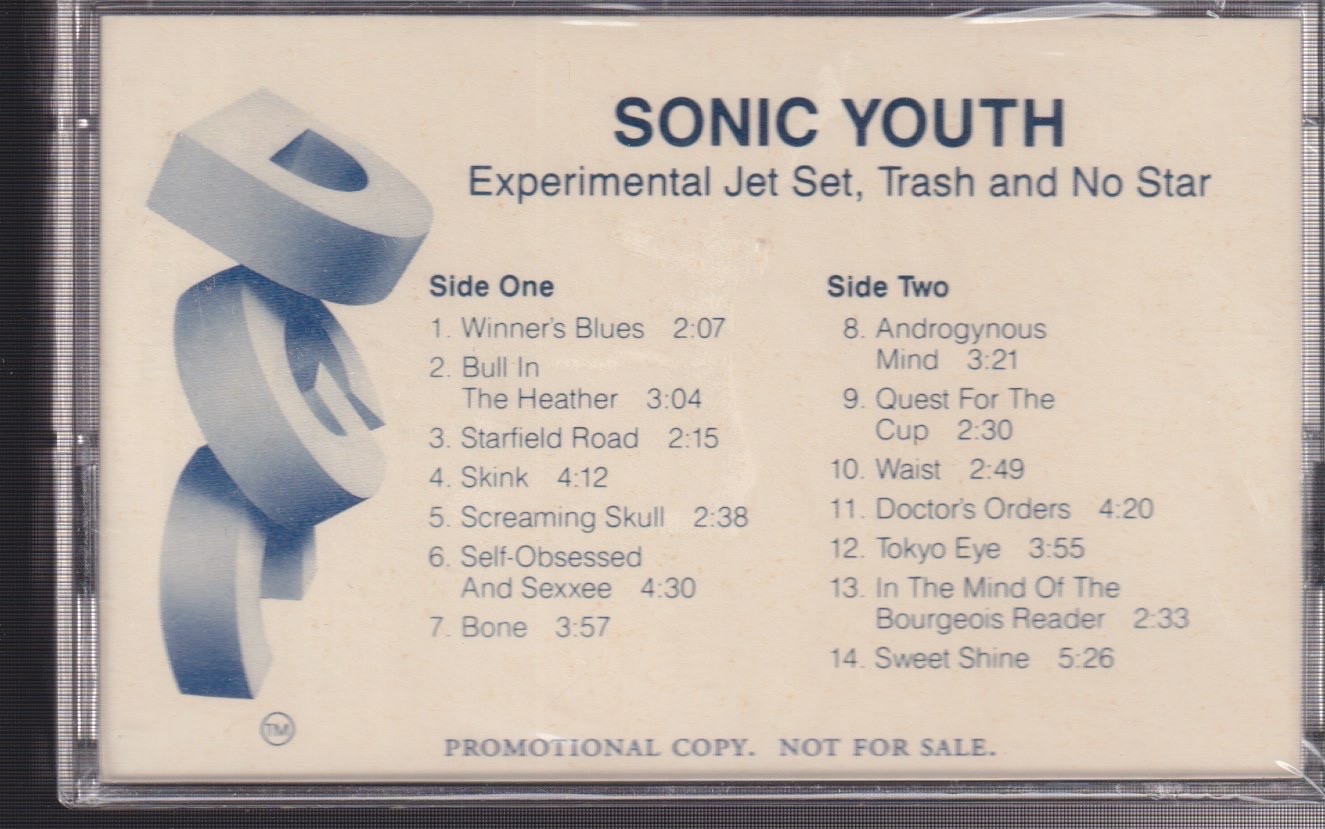 SONIC YOUTH
Experimental Jet Set, Trash and No Star
Side One
1. Winner's Blues 2:07
2. Bull In
The Heather 3:04
3. Starfield Road 2:15
4. Skink 4:12
5. Screaming Skull 2:38
6. Self-Obsessed
And Sexxee 4:30
7. Bone 3:57
Side Two
8. Androgynous
Mind 3:21
9. Quest For The
Cup 2:30
10. Waist 2:49
11. Doctor's Orders 4:20
12. Tokyo Eye 3:55
13. In The Mind Of The
Bourgeois Reader 2:33
14. Sweet Shine 5:26
TM
PROMOTIONAL COPY. NOT FOR SALE.